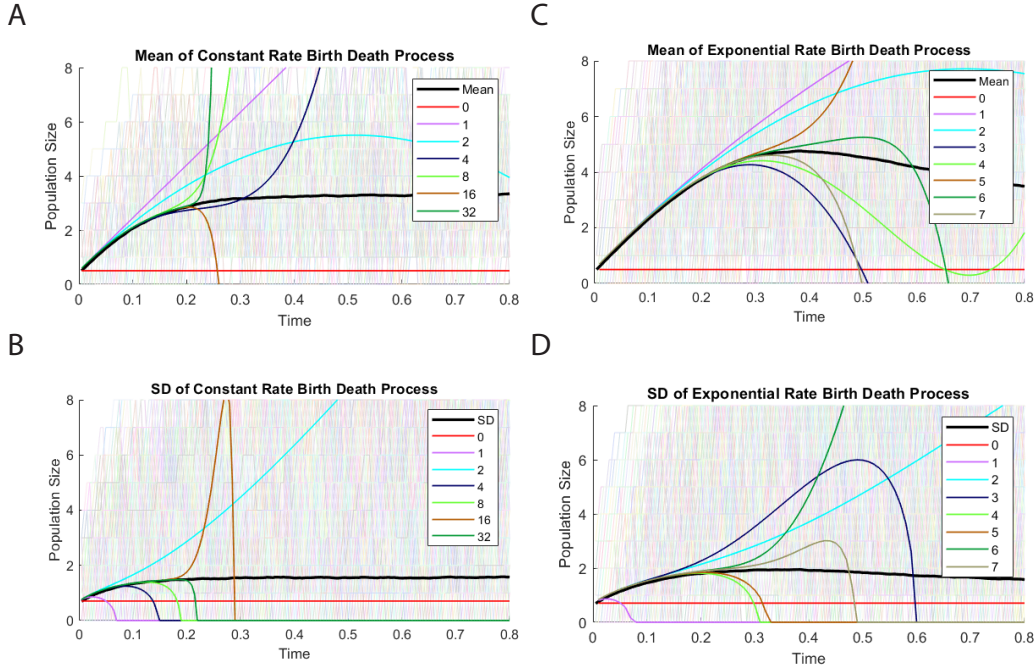 A
Mean of Constant Rate Birth Death Process
Population Size
8
6
4
2
0
0 0.1 0.2 0.3 0.4 0.5 0.6 0.7 0.8
Time
Mean
0
1
2
4
8
16
32
C
Mean of Exponential Rate Birth Death Process
Population Size
8
6
4
2
0
0 0.1 0.2 0.3 0.4 0.5 0.6 0.7 0.8
Time
Mean
0
1
2
3
4
5
6
7
B
SD of Constant Rate Birth Death Process
Population Size
8
6
4
2
0
0 0.1 0.2 0.3 0.4 0.5 0.6 0.7 0.8
Time
SD
0
1
2
4
8
16
32
D
SD of Exponential Rate Birth Death Process
Population Size
8
6
4
2
0
0 0.1 0.2 0.3 0.4 0.5 0.6 0.7 0.8
Time
SD
0
1
2
3
4
5
6
7